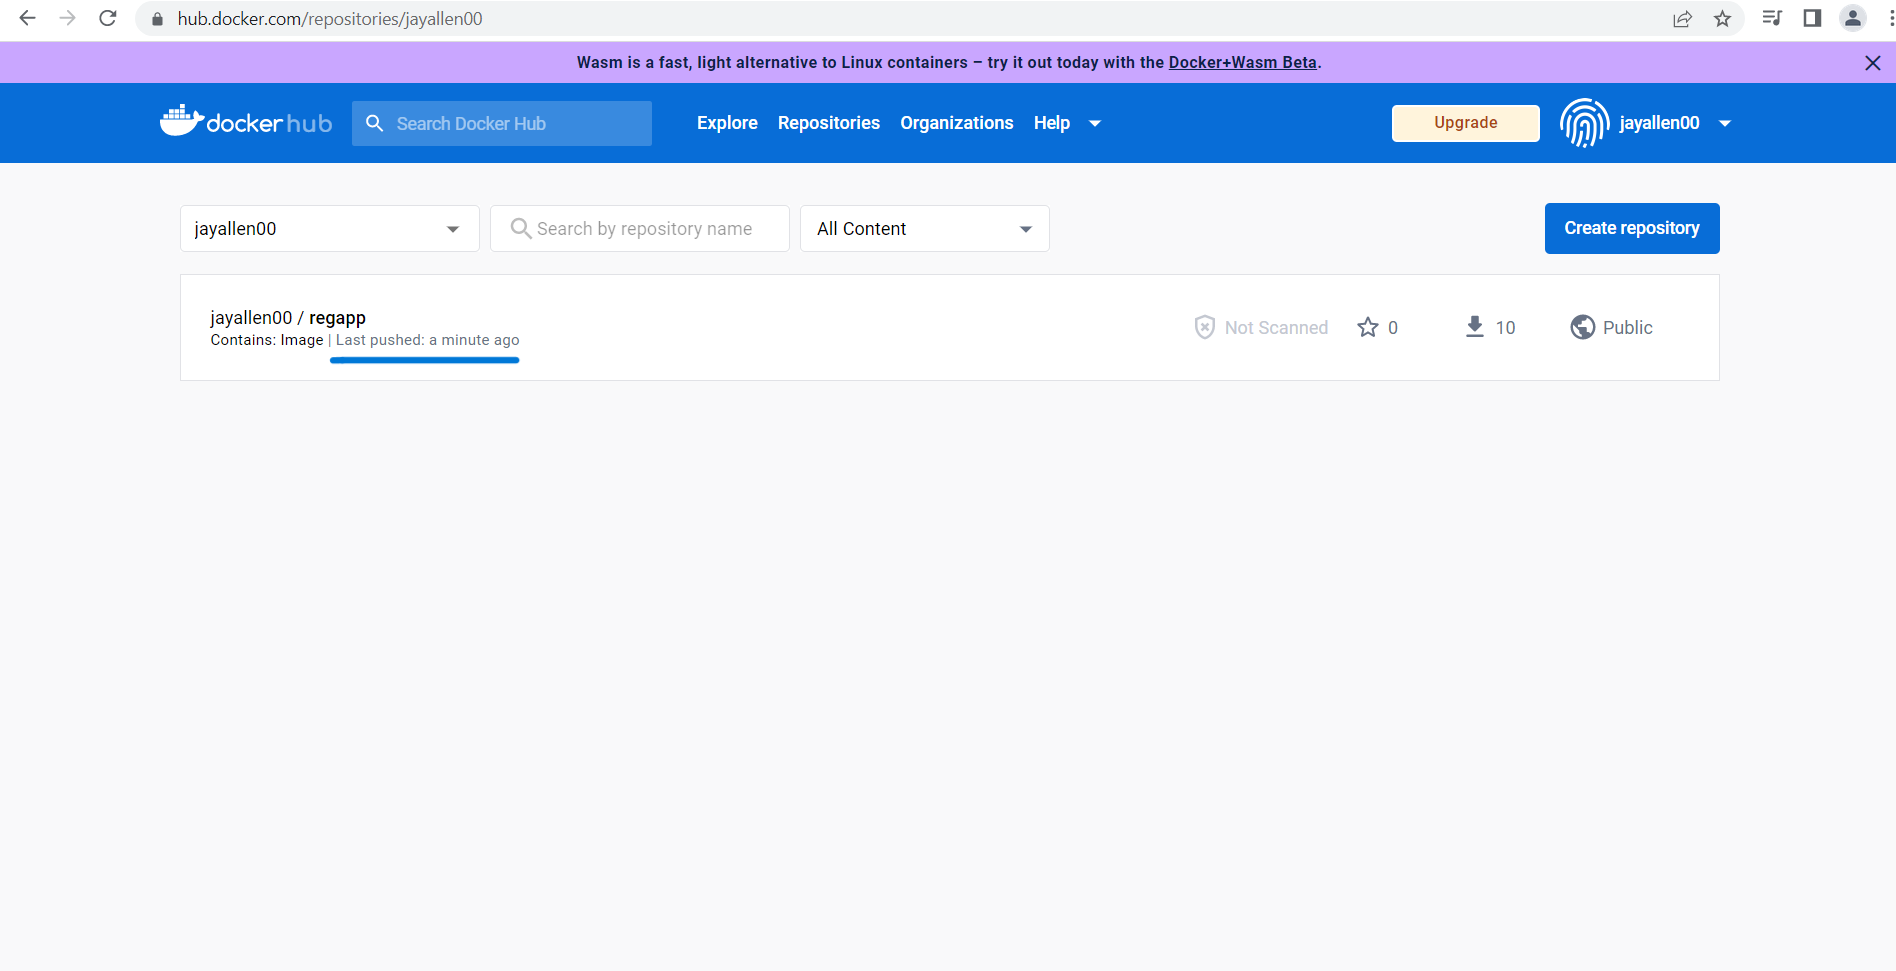 hub.docker.com/repositories/jayallen00
Wasm is a fast, light alternative to Linux containers – try it out today with the Docker+Wasm Beta.
dockerhub
Search Docker Hub
Explore
Repositories
Organizations
Help
Upgrade
jayallen00
jayallen00
Search by repository name
All Content
Create repository
jayallen00 / regapp
Contains: Image | Last pushed: a minute ago
Not Scanned
0
10
Public